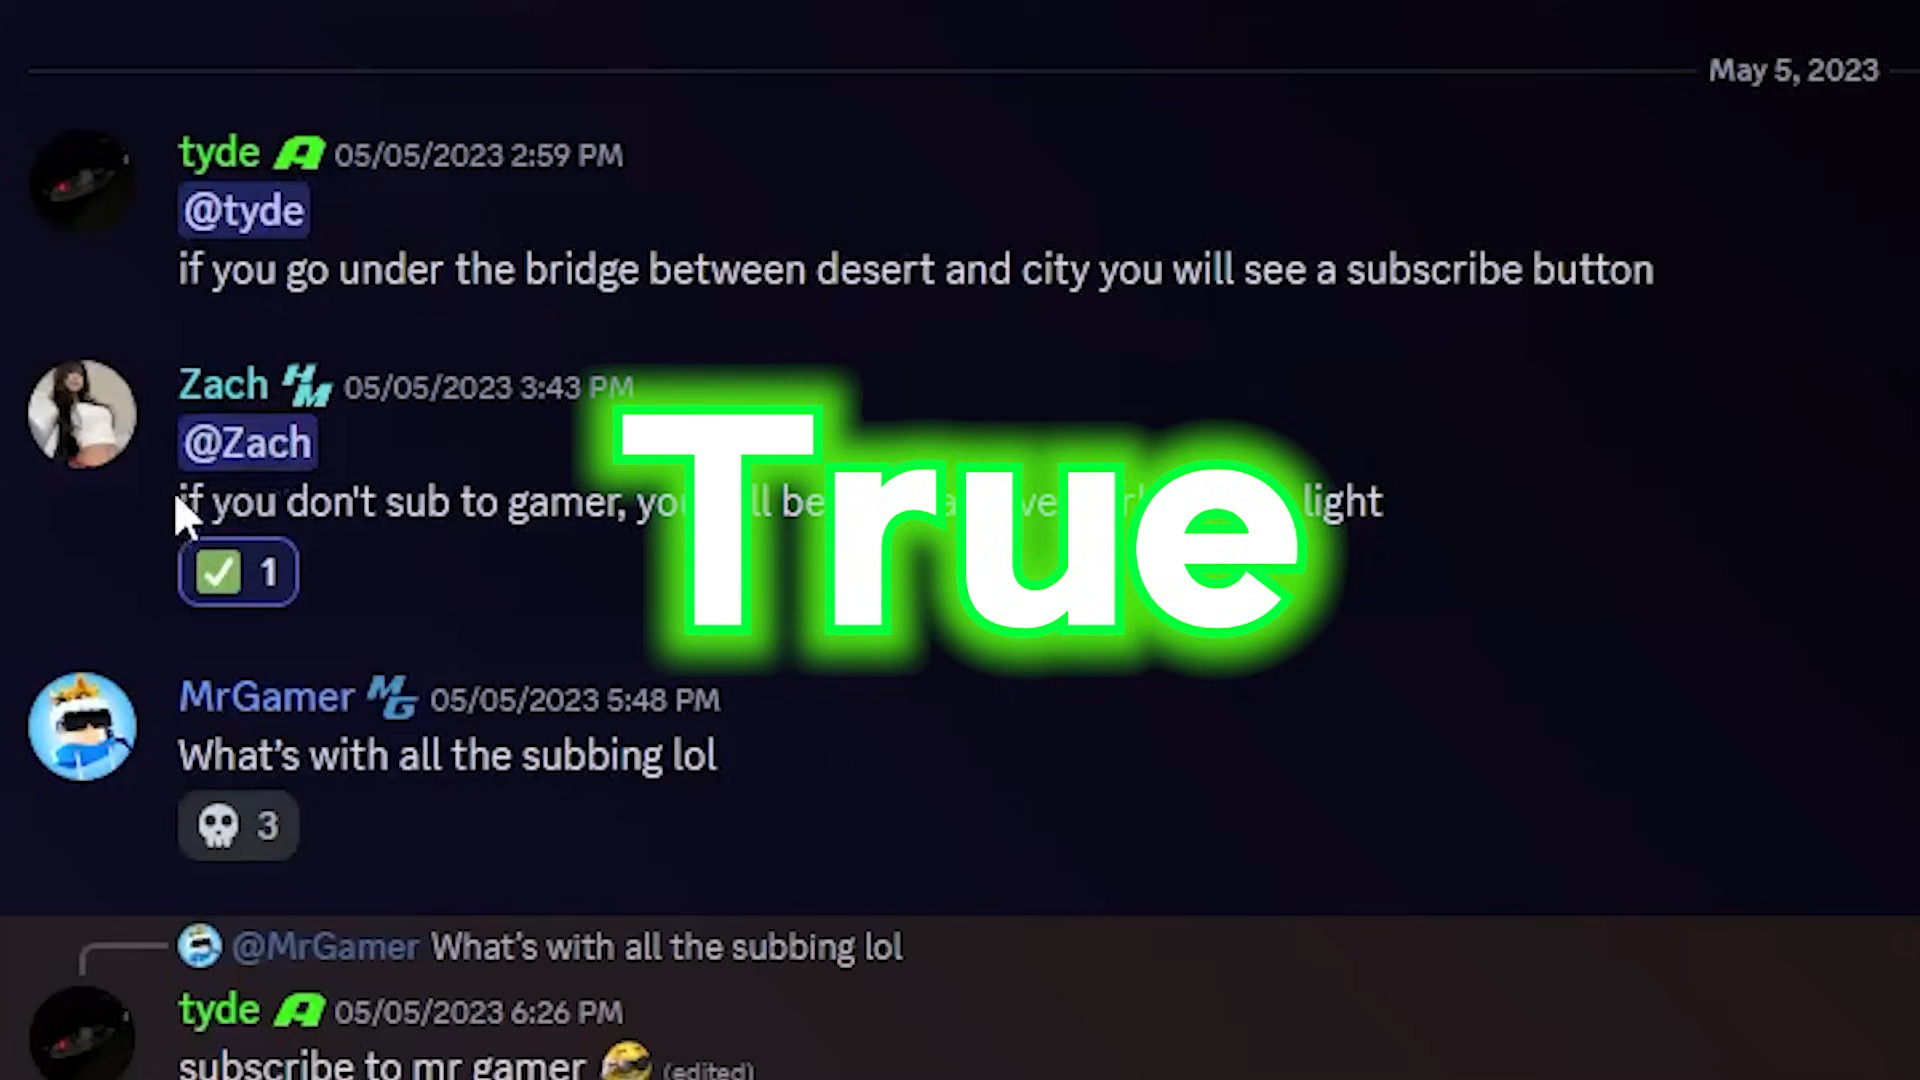 May 5, 2023
tyde A 05/05/2023 2:59 PM
@tyde
if you go under the bridge between desert and city you will see a subscribe button
Zach HM 05/05/2023 3:43 PM
@Zach
if you don't sub to gamer, you be light
True
1
MrGamer MG 05/05/2023 5:48 PM
What's with all the subbing lol
3
@MrGamer What's with all the subbing lol
tyde A 05/05/2023 6:26 PM
subscribe to mr gamer (edited)